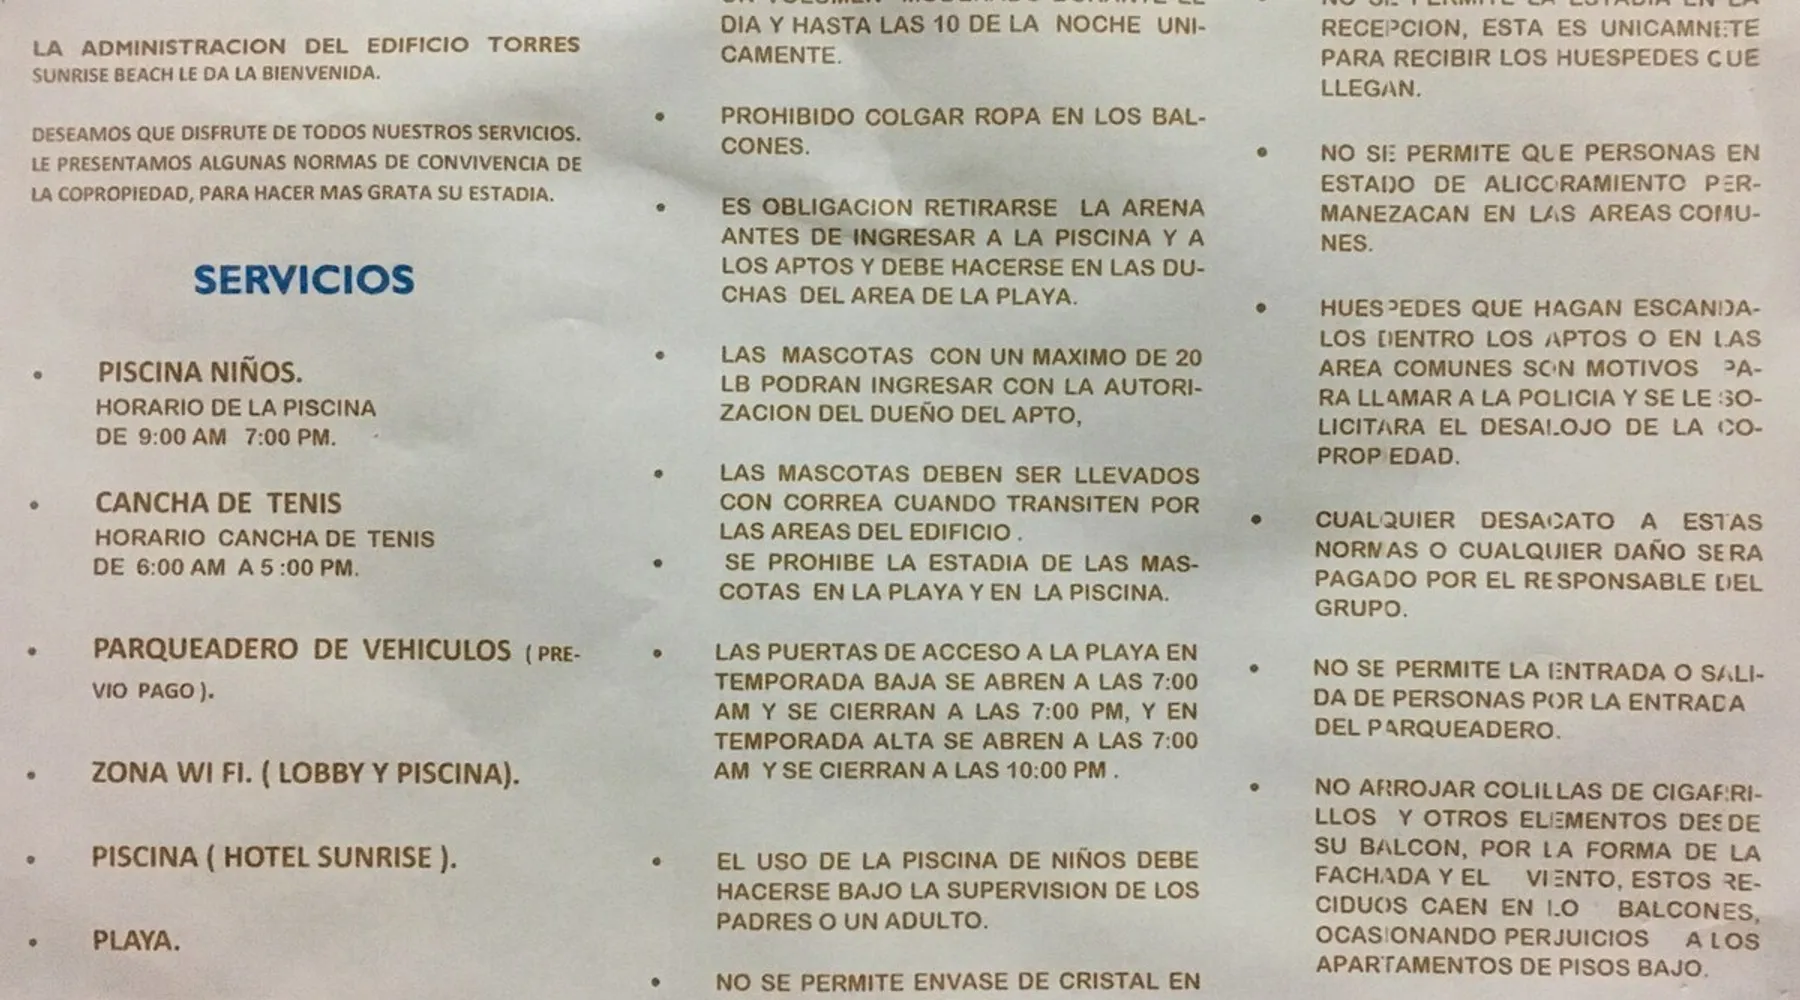 LA ADMINISTRACION DEL EDIFICIO TORRES
SUNRISE BEACH LE DA LA BIENVENIDA.
DESEAMOS QUE DISFRUTE DE TODOS NUESTROS SERVICIOS.
LE PRESENTAMOS ALGUNAS NORMAS DE CONVIVENCIA DE
LA COPROPIEDAD, PARA HACER MAS GRATA SU ESTADIA.
SERVICIOS
• PISCINA NIÑOS.
HORARIO DE LA PISCINA
DE 9:00 AM 7:00 PM.
• CANCHA DE TENIS
HORARIO CANCHA DE TENIS
DE 6:00 AM A 5 :00 PM.
• PARQUEADERO DE VEHICULOS ( PRE-
VIO PAGO ).
• ZONA WI FI. ( LOBBY Y PISCINA).
• PISCINA ( HOTEL SUNRISE ).
• PLAYA.
UN VOLUMEN MODERADO DURANTE EL
DIA Y HASTA LAS 10 DE LA NOCHE UNI-
CAMENTE.
• PROHIBIDO COLGAR ROPA EN LOS BAL-
CONES.
• ES OBLIGACION RETIRARSE LA ARENA
ANTES DE INGRESAR A LA PISCINA Y A
LOS APTOS Y DEBE HACERSE EN LAS DU-
CHAS DEL AREA DE LA PLAYA.
• LAS MASCOTAS CON UN MAXIMO DE 20
LB PODRAN INGRESAR CON LA AUTORI-
ZACION DEL DUEÑO DEL APTO,
• LAS MASCOTAS DEBEN SER LLEVADOS
CON CORREA CUANDO TRANSITEN POR
LAS AREAS DEL EDIFICIO .
• SE PROHIBE LA ESTADIA DE LAS MAS-
COTAS EN LA PLAYA Y EN LA PISCINA.
• LAS PUERTAS DE ACCESO A LA PLAYA EN
TEMPORADA BAJA SE ABREN A LAS 7:00
AM Y SE CIERRAN A LAS 7:00 PM, Y EN
TEMPORADA ALTA SE ABREN A LAS 7:00
AM Y SE CIERRAN A LAS 10:00 PM .
• EL USO DE LA PISCINA DE NIÑOS DEBE
HACERSE BAJO LA SUPERVISION DE LOS
PADRES O UN ADULTO.
• NO SE PERMITE ENVASE DE CRISTAL EN
• NO SE PERMITE LA ESTADIA EN LA
RECEPCION, ESTA ES UNICAMNETE
PARA RECIBIR LOS HUESPEDES QUE
LLEGAN.
• NO SE PERMITE QUE PERSONAS EN
ESTADO DE ALICORAMIENTO PER-
MANEZACAN EN LAS AREAS COMU-
NES.
• HUESPEDES QUE HAGAN ESCANDA-
LOS DENTRO LOS APTOS O EN LAS
AREA COMUNES SON MOTIVOS PA-
RA LLAMAR A LA POLICIA Y SE LE SO-
LICITARA EL DESALOJO DE LA CO-
PROPIEDAD.
• CUALQUIER DESACATO A ESTAS
NORMAS O CUALQUIER DAÑO SERA
PAGADO POR EL RESPONSABLE DEL
GRUPO.
• NO SE PERMITE LA ENTRADA O SALI-
DA DE PERSONAS POR LA ENTRADA
DEL PARQUEADERO.
• NO ARROJAR COLILLAS DE CIGARRI-
LLOS Y OTROS ELEMENTOS DESDE
SU BALCON, POR LA FORMA DE LA
FACHADA Y EL VIENTO, ESTOS RE-
CIDUOS CAEN EN LO BALCONES,
OCASIONANDO PERJUICIOS A LOS
APARTAMENTOS DE PISOS BAJO.